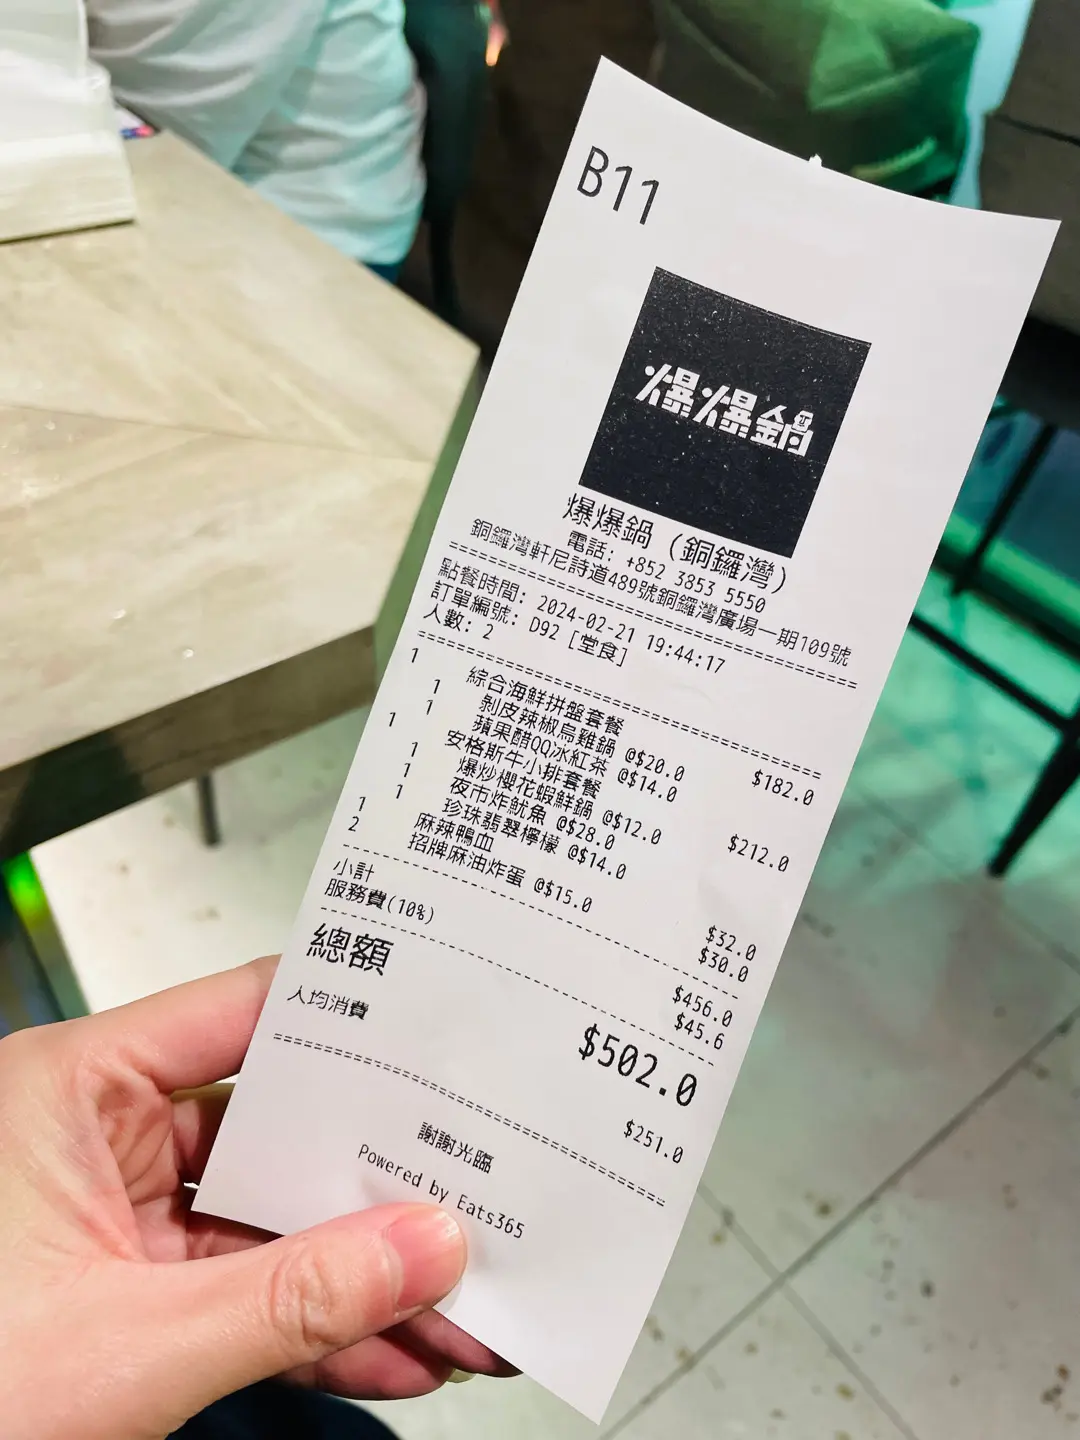 B11
爆爆鍋
爆爆鍋 (銅鑼灣)
電話: +852 3853 5550
銅鑼灣軒尼詩道489號銅鑼灣廣場一期109號
點餐時間: 2024-02-21 19:44:17
訂單編號: D92 [堂食]
人數: 2
1 綜合海鮮拼盤套餐 $182.0
1 剝皮辣椒烏雞鍋 @$20.0
1 蘋果醋QQ冰紅茶 @$14.0
1 安格斯牛小排套餐 $212.0
1 爆炒櫻花蝦鮮鍋 @$12.0
1 夜市炸魷魚 @$28.0
1 珍珠翡翠檸檬 @$14.0
1 麻辣鴨血 $32.0
2 招牌麻油炸蛋 @$15.0 $30.0
小計 $456.0
服務費(10%) $45.6
總額 $502.0
人均消費 $251.0
謝謝光臨
Powered by Eats365